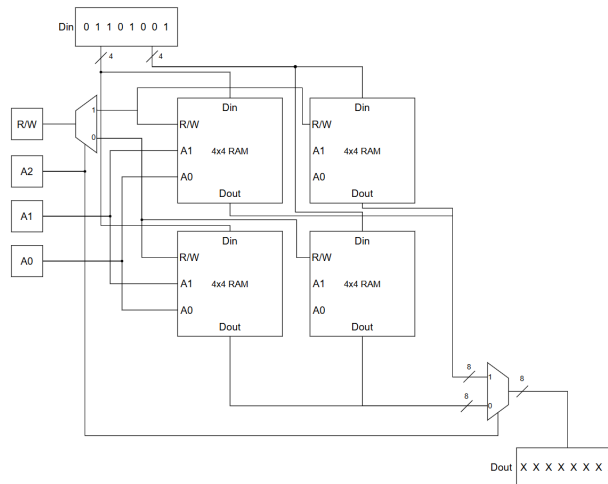 Din 0 1 1 0 1 0 0 1
4 4
Din Din
R/W 1 R/W R/W
0
A1 4x4 RAM A1 4x4 RAM
A2 A0 A0
Dout Dout
A1
Din Din
A0 R/W R/W
A1 4x4 RAM A1 4x4 RAM
A0 A0
Dout Dout
8 1 8
8 0
Dout X X X X X X X